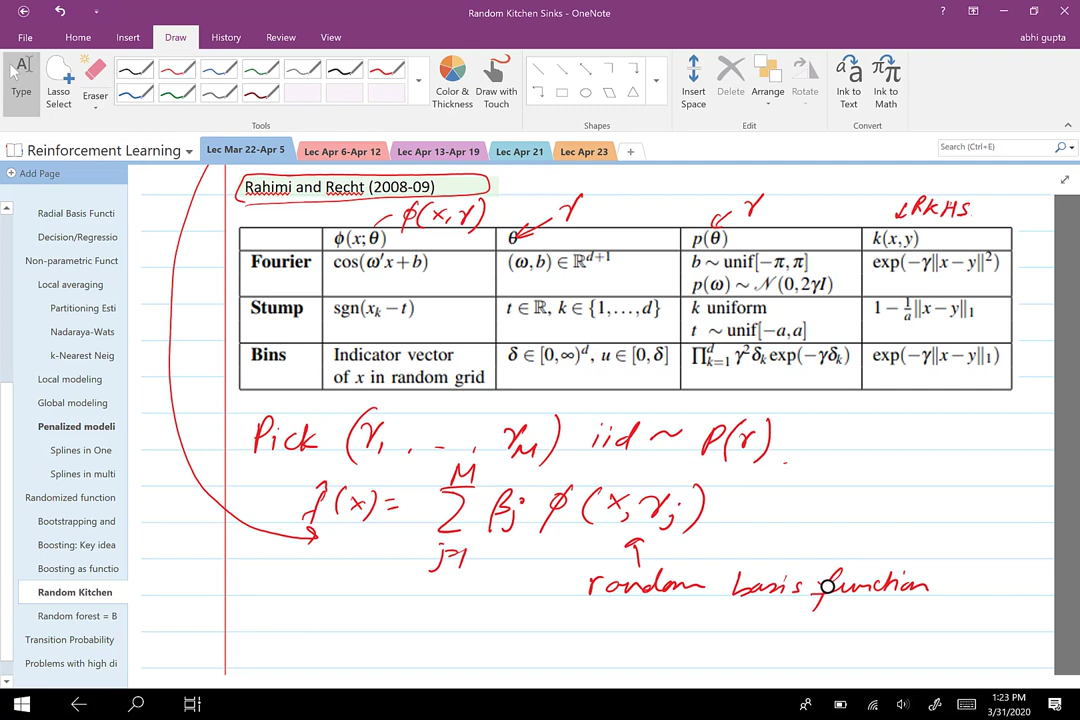 Random Kitchen Sinks - OneNote
?
File Home Insert Draw History Review View
abhi gupta
Type
Lasso Select
Eraser
Color & Thickness
Draw with Touch
Insert Space
Delete
Arrange
Rotate
Ink to Text
Ink to Math
Tools
Shapes
Edit
Convert
Reinforcement Learning
Lec Mar 22-Apr 5
Lec Apr 6-Apr 12
Lec Apr 13-Apr 19
Lec Apr 21
Lec Apr 23
+
Search (Ctrl+E)
Add Page
Radial Basis Functi
Decision/Regressio
Non-parametric Funct
Local averaging
Partitioning Esti
Nadaraya-Wats
k-Nearest Neig
Local modeling
Global modeling
Penalized modeli
Splines in One
Splines in multi
Randomized function
Bootstrapping and
Boosting: Key idea
Boosting as functio
Random Kitchen
Random forest = B
Transition Probability
Problems with high di
Rahimi and Recht (2008-09)
ϕ(x,γ) γ γ RKHS
ϕ(x;θ) θ p(θ) k(x,y)
Fourier cos(ω′x+b) (ω,b) ∈ ℝᵈ⁺¹ b ∼ unif[−π,π] exp(−γ‖x−y‖²)
p(ω) ∼ 𝒩(0,2γI)
Stump sgn(xₖ−t) t ∈ ℝ, k ∈ {1,…,d} k uniform 1−1/a‖x−y‖₁
t ∼ unif[−a,a]
Bins Indicator vector δ ∈ [0,∞)ᵈ, u ∈ [0,δ] ∏ᵈₖ₌₁ γ²δₖ exp(−γδₖ) exp(−γ‖x−y‖₁)
of x in random grid
Pick (γ₁, . – . , γ_M) iid ~ P(γ).
f̂(x) = ∑_{j=1}^{M} βⱼ ϕ(x, γⱼ)
random basis function
1:23 PM
3/31/2020